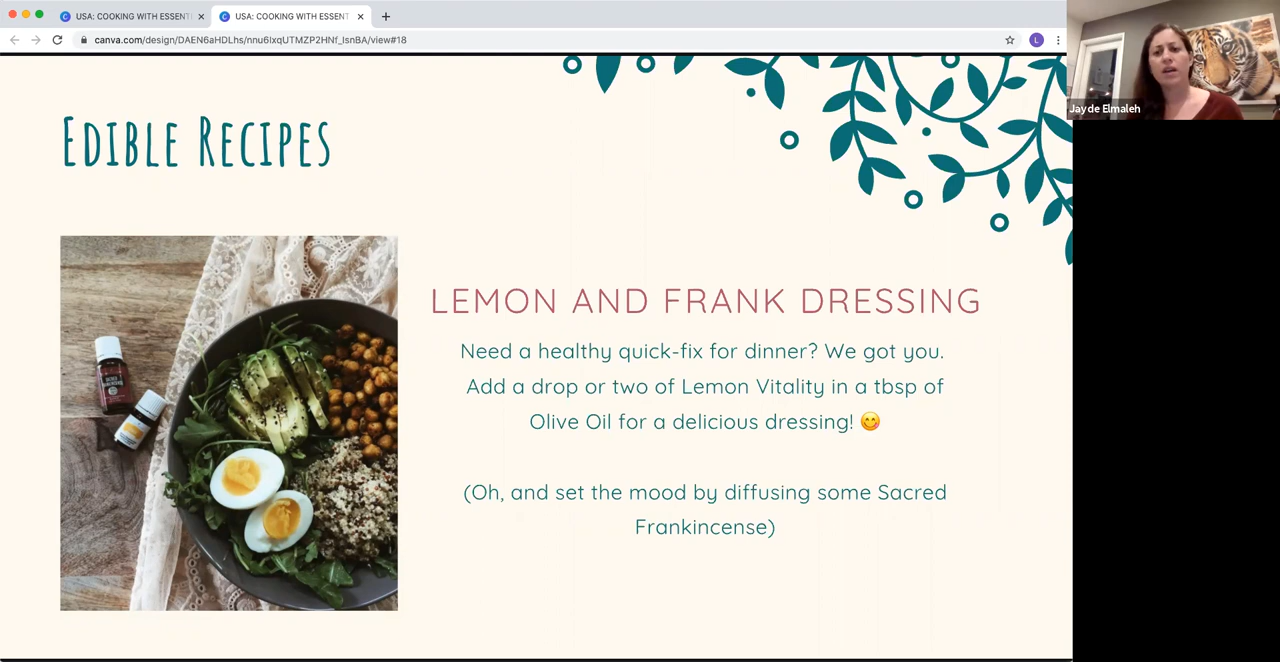 USA: COOKING WITH ESSENT
USA: COOKING WITH ESSENT
canva.com/design/DAEN6aHDLhs/nnu6IxqUTMZP2HNf_IsnBA/view#18
L
Jayde Elmaleh
EDIBLE RECIPES
LEMON AND FRANK DRESSING
Need a healthy quick-fix for dinner? We got you.
Add a drop or two of Lemon Vitality in a tbsp of
Olive Oil for a delicious dressing! 😋
(Oh, and set the mood by diffusing some Sacred
Frankincense)